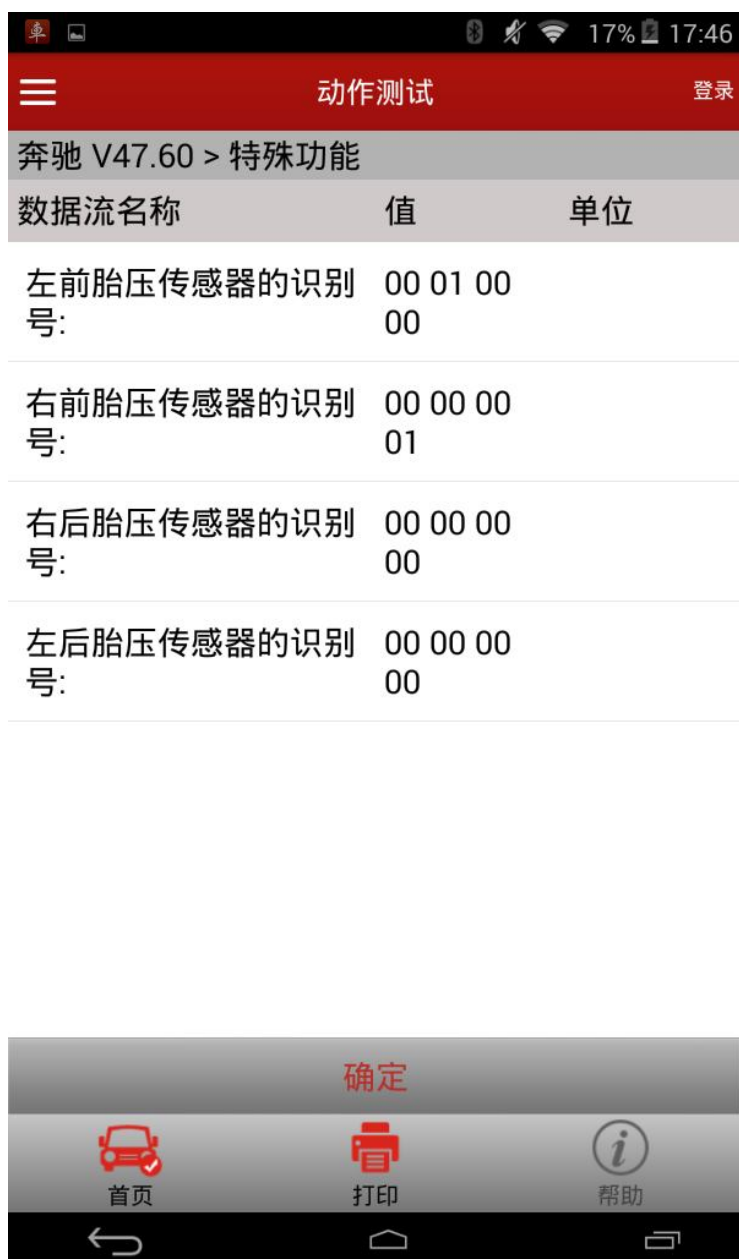 車 17% 17:46
动作测试 登录
奔驰 V47.60 > 特殊功能
数据流名称 值 单位
左前胎压传感器的识别 00 01 00
号: 00
右前胎压传感器的识别 00 00 00
号: 01
右后胎压传感器的识别 00 00 00
号: 00
左后胎压传感器的识别 00 00 00
号: 00
确定
首页 打印 帮助